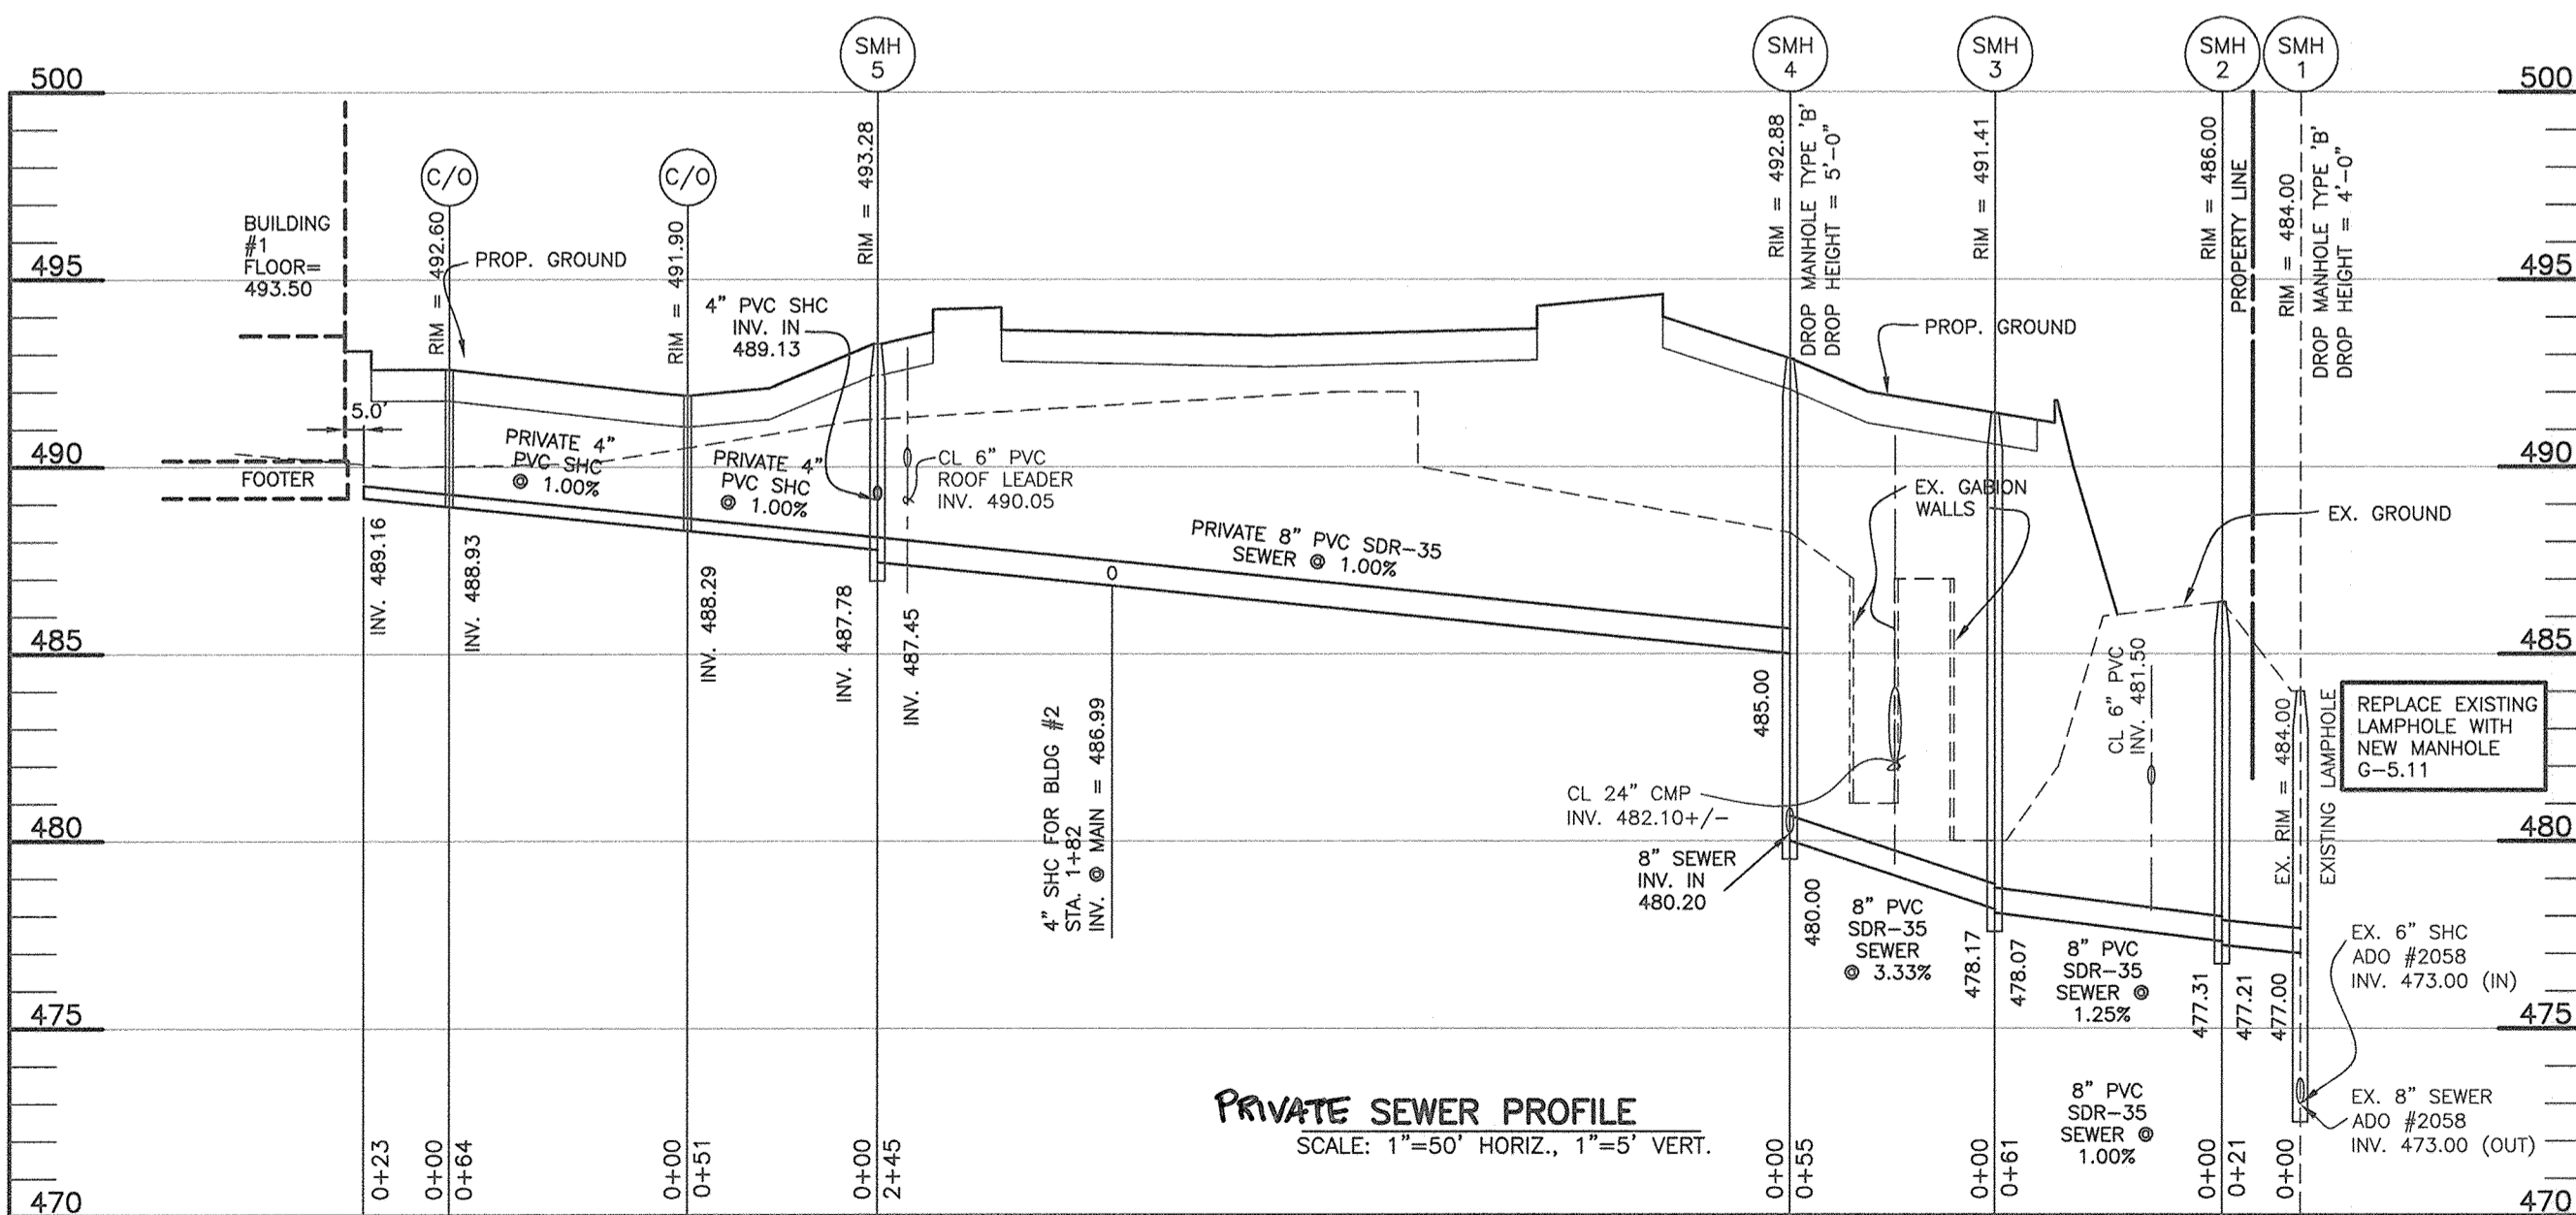 SMH
5
SMH
4
SMH
3
SMH
2
SMH
1
500
500
495
495
490
490
485
485
480
480
475
475
470
470
C/O
C/O
BUILDING
#1
FLOOR=
493.50
RIM = 492.60
PROP. GROUND
RIM = 491.90
RIM = 493.28
4" PVC SHC
INV. IN
489.13
RIM = 492.88
DROP MANHOLE TYPE 'B'
DROP HEIGHT = 5'-0"
RIM = 491.41
RIM = 486.00
PROPERTY LINE
RIM = 484.00
DROP MANHOLE TYPE 'B'
DROP HEIGHT = 4'-0"
PROP. GROUND
5.0'
FOOTER
PRIVATE 4"
PVC SHC
@ 1.00%
PRIVATE 4"
PVC SHC
@ 1.00%
CL 6" PVC
ROOF LEADER
INV. 490.05
PRIVATE 8" PVC SDR-35
SEWER @ 1.00%
EX. GABION
WALLS
EX. GROUND
INV. 489.16
INV. 488.93
INV. 488.29
INV. 487.78
INV. 487.45
4" SHC FOR BLDG #2
STA. 1+82
INV. @ MAIN = 486.99
485.00
CL 24" CMP
INV. 482.10+/-
8" SEWER
INV. IN
480.20
480.00
8" PVC
SDR-35
SEWER
@ 3.33%
478.17
478.07
8" PVC
SDR-35
SEWER @
1.25%
CL 6" PVC
INV. 481.50
477.31
477.21
477.00
EX. RIM = 484.00
EXISTING LAMPHOLE
REPLACE EXISTING
LAMPHOLE WITH
NEW MANHOLE
G-5.11
EX. 6" SHC
ADO #2058
INV. 473.00 (IN)
8" PVC
SDR-35
SEWER @
1.00%
EX. 8" SEWER
ADO #2058
INV. 473.00 (OUT)
PRIVATE SEWER PROFILE
SCALE: 1"=50' HORIZ., 1"=5' VERT.
0+23
0+00
0+64
0+00
0+51
0+00
2+45
0+00
0+55
0+00
0+61
0+00
0+21
0+00